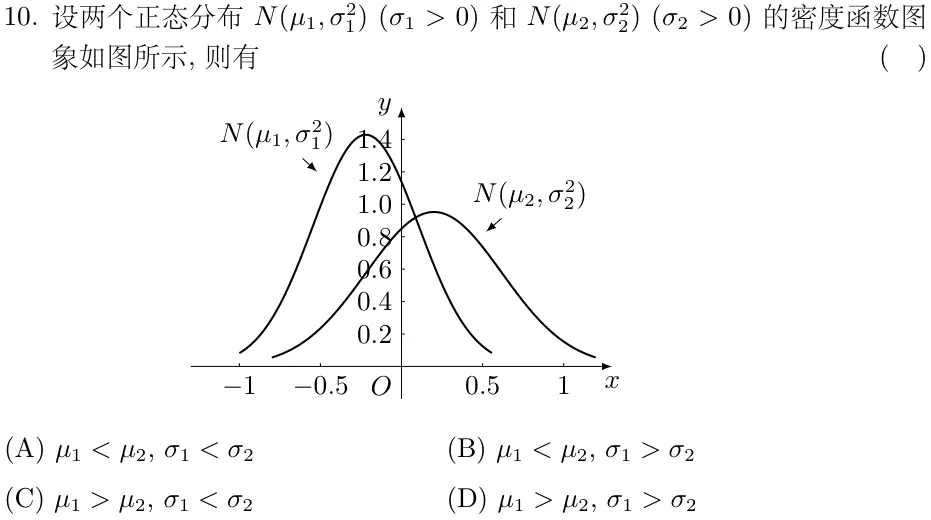 10. 设两个正态分布 N(μ₁, σ₁²) (σ₁ > 0) 和 N(μ₂, σ₂²) (σ₂ > 0) 的密度函数图
象如图所示, 则有 ( )
y
N(μ₁, σ₁²)
1.4
1.2
N(μ₂, σ₂²)
1.0
0.8
0.6
0.4
0.2
−1 −0.5 O 0.5 1 x
(A) μ₁ < μ₂, σ₁ < σ₂ (B) μ₁ < μ₂, σ₁ > σ₂
(C) μ₁ > μ₂, σ₁ < σ₂ (D) μ₁ > μ₂, σ₁ > σ₂